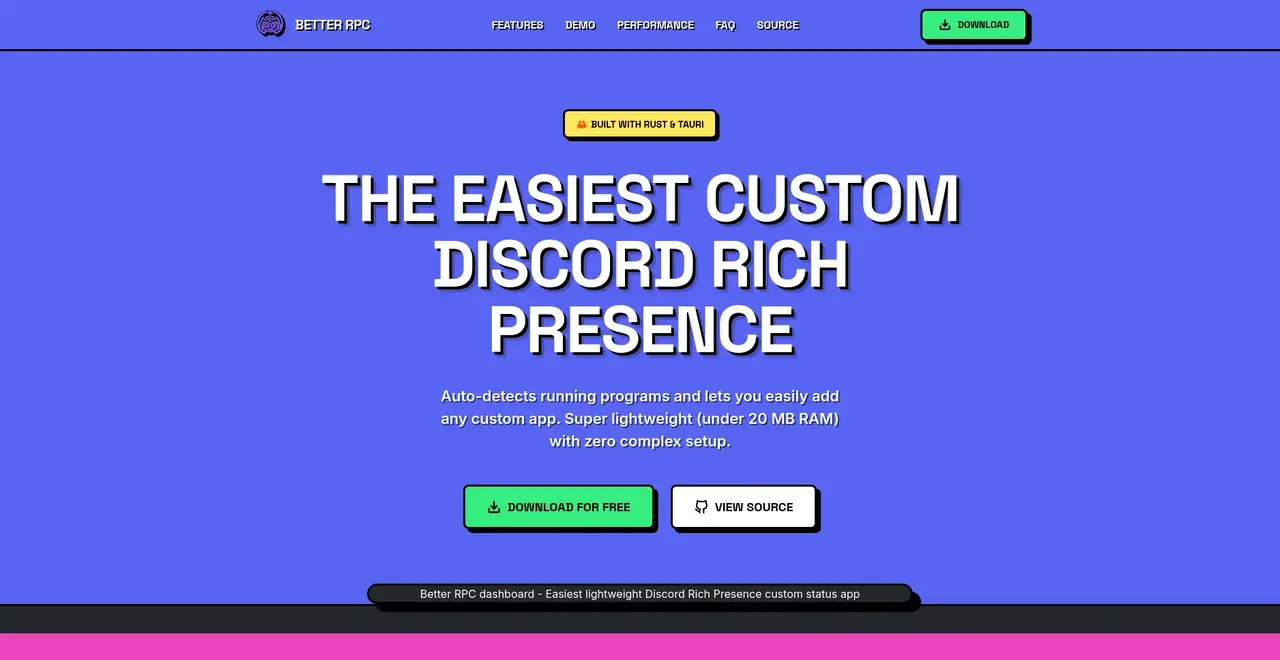 BETTER RPC
FEATURES DEMO PERFORMANCE FAQ SOURCE
DOWNLOAD
BUILT WITH RUST & TAURI
THE EASIEST CUSTOM
DISCORD RICH
PRESENCE
Auto-detects running programs and lets you easily add
any custom app. Super lightweight (under 20 MB RAM)
with zero complex setup.
DOWNLOAD FOR FREE
VIEW SOURCE
Better RPC dashboard - Easiest lightweight Discord Rich Presence custom status app